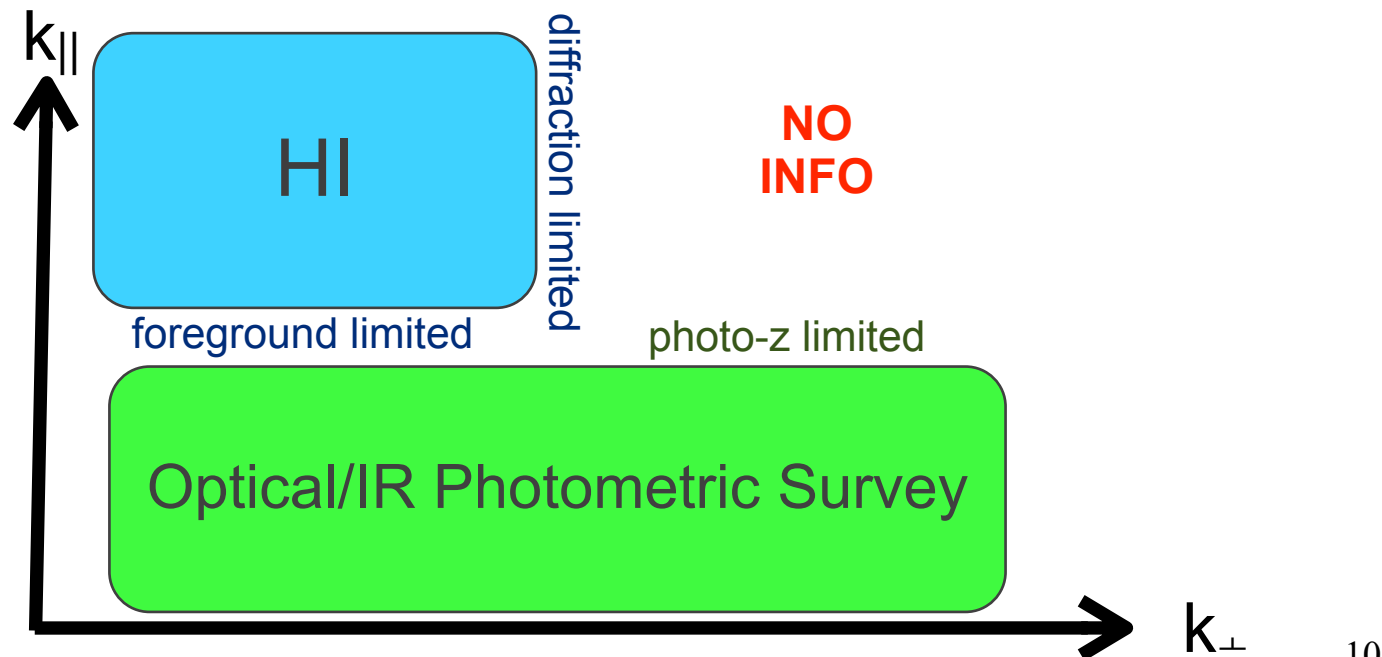 k||
HI
diffraction limited
NO
INFO
foreground limited
photo-z limited
Optical/IR Photometric Survey
k⊥
10